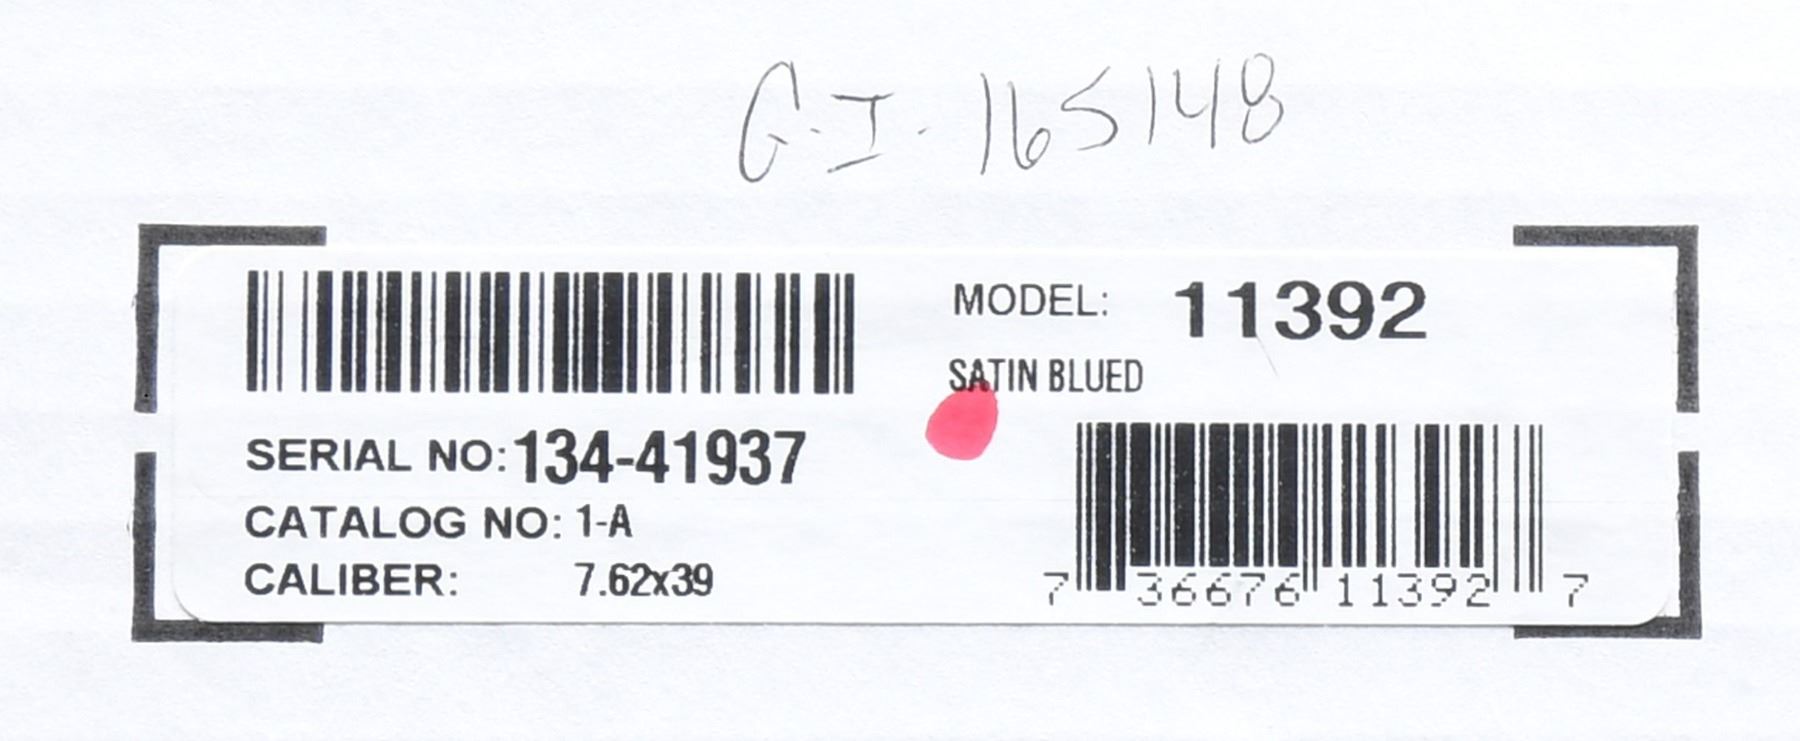 G.I. 165148
MODEL: 11392
SATIN BLUED
SERIAL NO: 134-41937
CATALOG NO: 1-A
CALIBER: 7.62x39
7 36676 11392 7